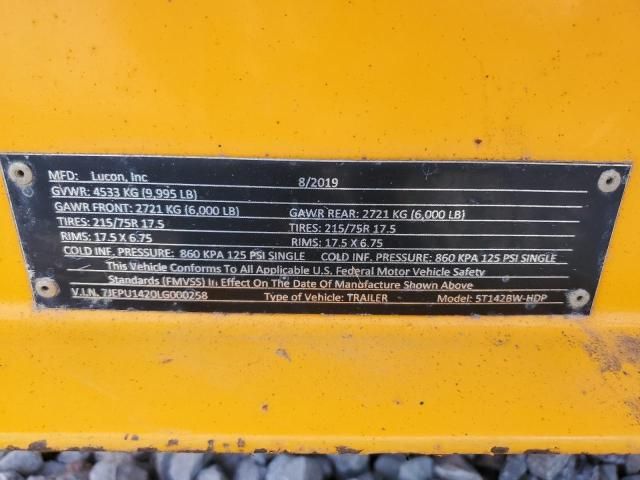 MFD: Lucon, Inc 8/2019
GVWR: 4533 KG (9,995 LB)
GAWR FRONT: 2721 KG (6,000 LB) GAWR REAR: 2721 KG (6,000 LB)
TIRES: 215/75R 17.5 TIRES: 215/75R 17.5
RIMS: 17.5 X 6.75 RIMS: 17.5 X 6.75
COLD INF. PRESSURE: 860 KPA 125 PSI SINGLE COLD INF. PRESSURE: 860 KPA 125 PSI SINGLE
This Vehicle Conforms To All Applicable U.S. Federal Motor Vehicle Safety
Standards (FMVSS) In Effect On The Date Of Manufacture Shown Above
V.I.N. 7JEPU1420LG000258 Type of Vehicle: TRAILER Model: 5T142BW-HDP